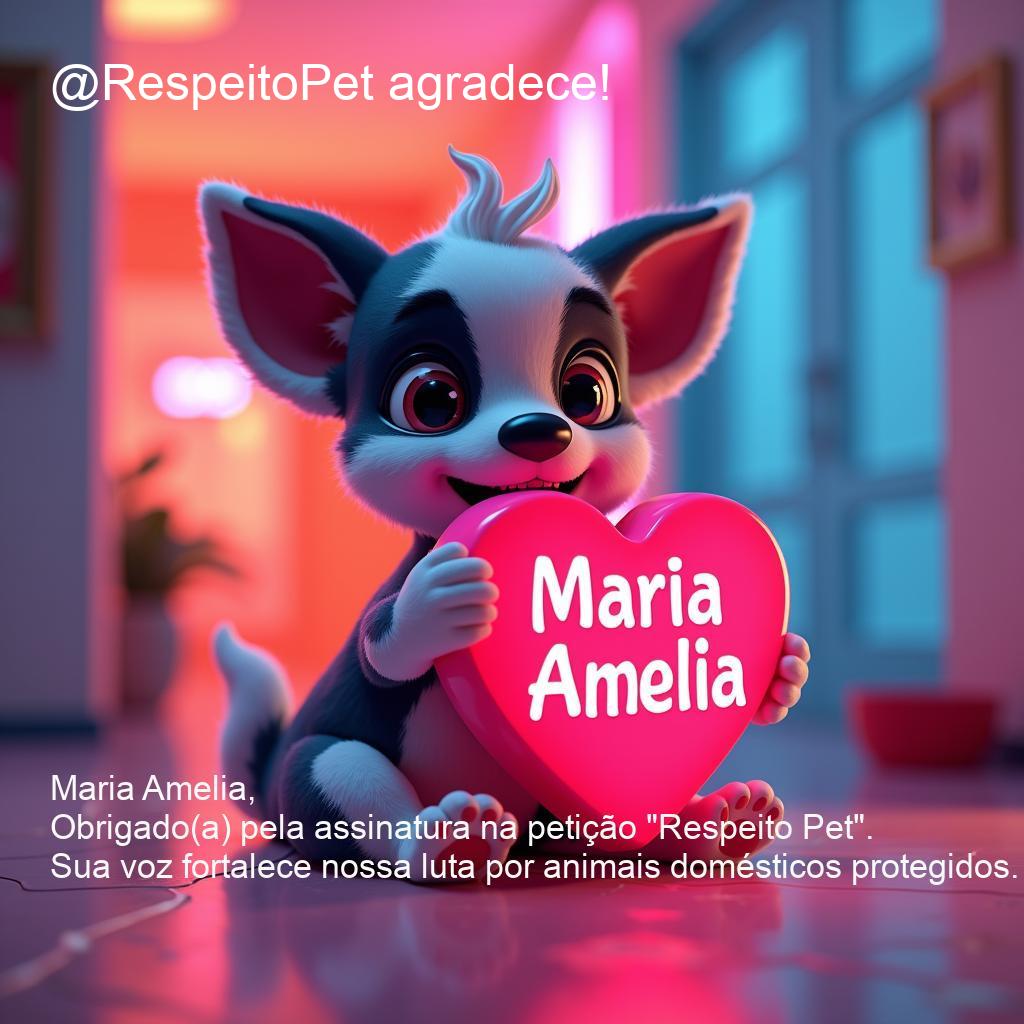 @RespeitoPet agradece!
Maria
Amelia
Maria Amelia,
Obrigado(a) pela assinatura na petição "Respeito Pet".
Sua voz fortalece nossa luta por animais domésticos protegidos.